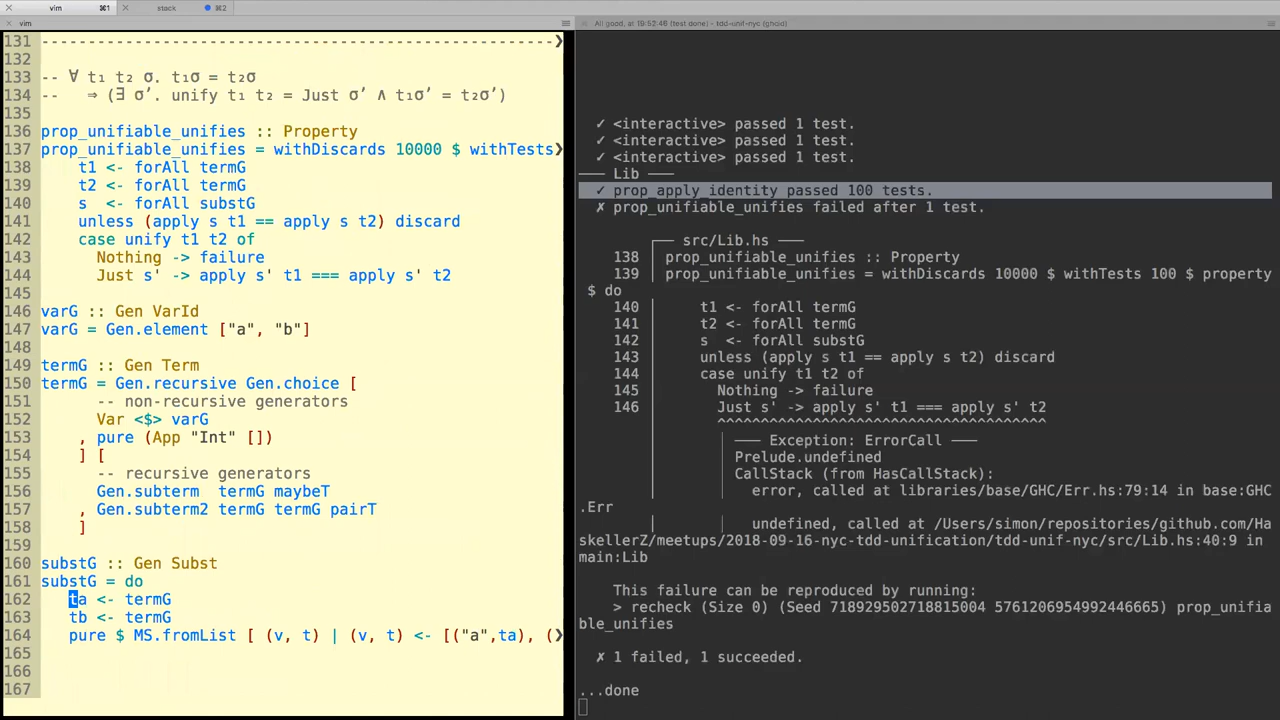 vim ⌘1 stack ⌘2
vim
All good, at 19:52:46 (test done) - tdd-unif-nyc (ghcid)
131 ------------------------------------------------------- ❯
132
133 -- ∀ t₁ t₂ σ. t₁σ = t₂σ
134 --   ⇒ (∃ σ′. unify t₁ t₂ = Just σ′ ∧ t₁σ′ = t₂σ′)
135
136 prop_unifiable_unifies :: Property
137 prop_unifiable_unifies = withDiscards 10000 $ withTests❯
138     t1 <- forAll termG
139     t2 <- forAll termG
140     s  <- forAll substG
141     unless (apply s t1 == apply s t2) discard
142     case unify t1 t2 of
143       Nothing -> failure
144       Just s' -> apply s' t1 === apply s' t2
145
146 varG :: Gen VarId
147 varG = Gen.element ["a", "b"]
148
149 termG :: Gen Term
150 termG = Gen.recursive Gen.choice [
151       -- non-recursive generators
152       Var <$> varG
153     , pure (App "Int" [])
154     ] [
155       -- recursive generators
156       Gen.subterm  termG maybeT
157     , Gen.subterm2 termG termG pairT
158     ]
159
160 substG :: Gen Subst
161 substG = do
162    ta <- termG
163    tb <- termG
164    pure $ MS.fromList [ (v, t) | (v, t) <- [("a",ta), (❯
165
166
167
✓ <interactive> passed 1 test.
✓ <interactive> passed 1 test.
✓ <interactive> passed 1 test.
─── Lib ───
✓ prop_apply_identity passed 100 tests.
✗ prop_unifiable_unifies failed after 1 test.
┌── src/Lib.hs ───
138 │ prop_unifiable_unifies :: Property
139 │ prop_unifiable_unifies = withDiscards 10000 $ withTests 100 $ property
$ do
140 │     t1 <- forAll termG
141 │     t2 <- forAll termG
142 │     s  <- forAll substG
143 │     unless (apply s t1 == apply s t2) discard
144 │     case unify t1 t2 of
145 │       Nothing -> failure
146 │       Just s' -> apply s' t1 === apply s' t2
│       ^^^^^^^^^^^^^^^^^^^^^^^^^^^^^^^^^^^^^^
│       │ ─── Exception: ErrorCall ───
│       │ Prelude.undefined
│       │ CallStack (from HasCallStack):
│       │   error, called at libraries/base/GHC/Err.hs:79:14 in base:GHC
.Err
│       │   undefined, called at /Users/simon/repositories/github.com/Ha
skellerZ/meetups/2018-09-16-nyc-tdd-unification/tdd-unif-nyc/src/Lib.hs:40:9 in
main:Lib
This failure can be reproduced by running:
> recheck (Size 0) (Seed 718929502718815004 5761206954992446665) prop_unifia
ble_unifies
✗ 1 failed, 1 succeeded.
...done